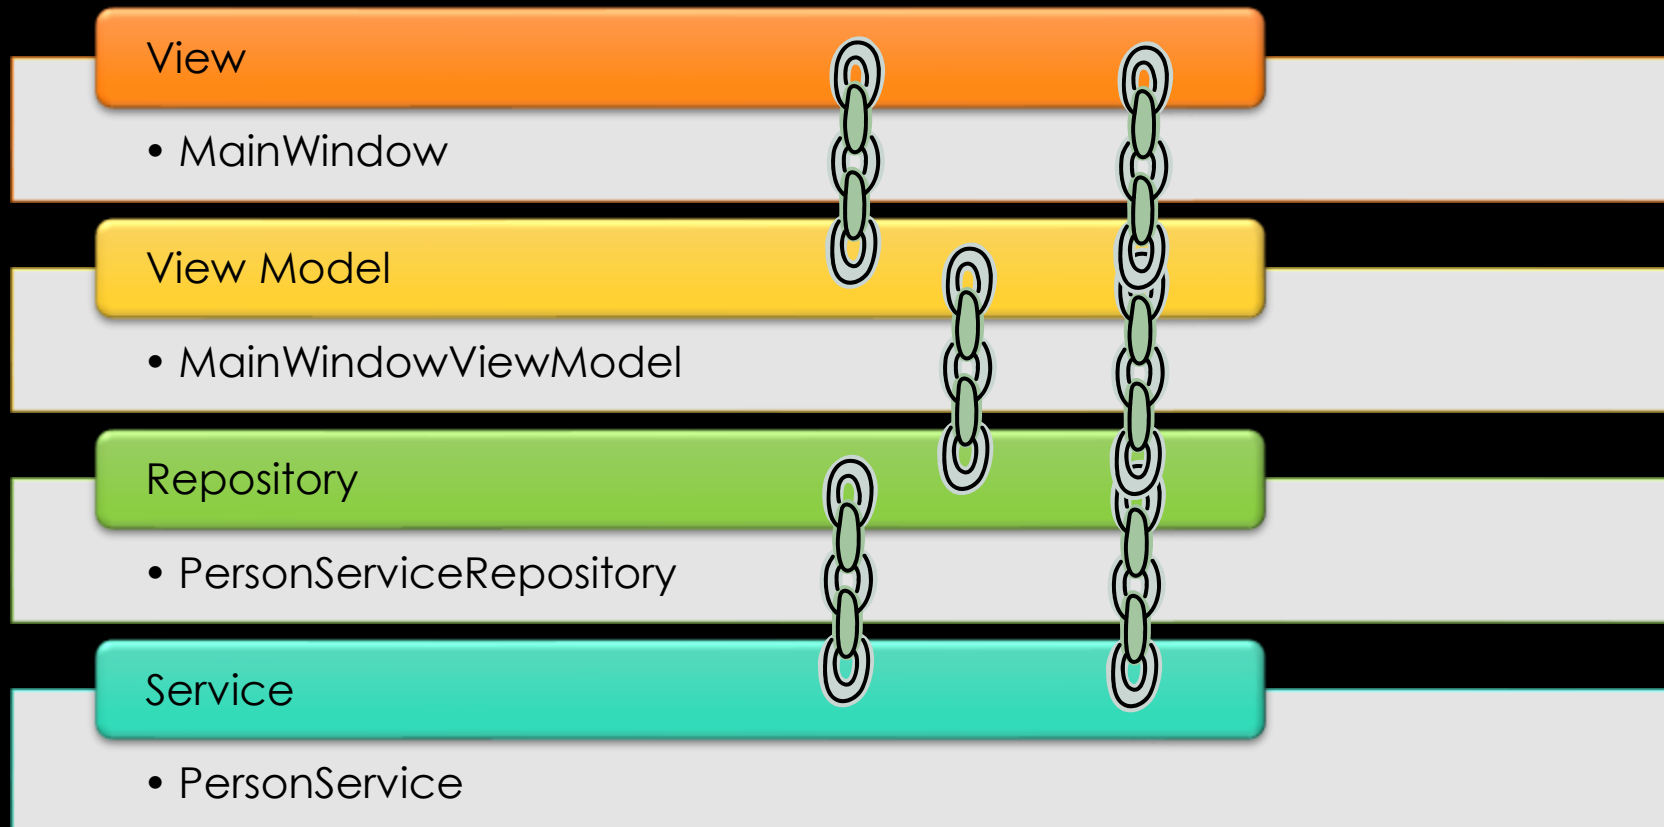 View
• MainWindow
View Model
• MainWindowViewModel
Repository
• PersonServiceRepository
Service
• PersonService